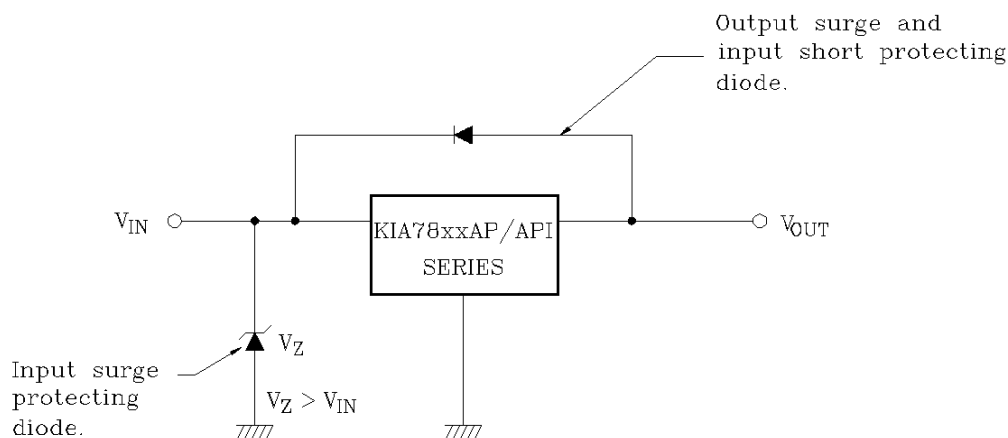 Output surge and
input short protecting
diode.
VIN
KIA78xxAP/API
SERIES
VOUT
VZ
Input surge
protecting
diode.
VZ > VIN